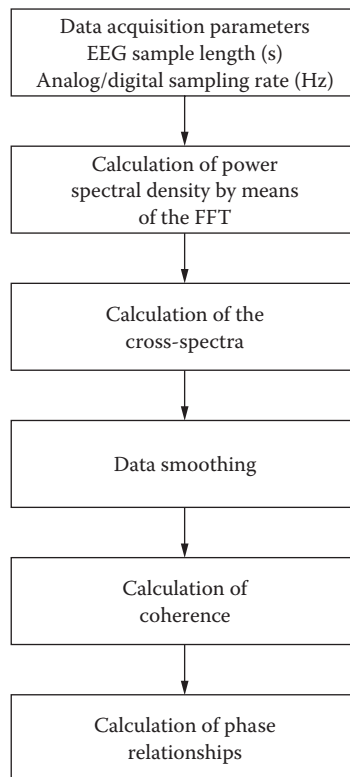 Data acquisition parameters
EEG sample length (s)
Analog/digital sampling rate (Hz)
Calculation of power
spectral density by means
of the FFT
Calculation of the
cross-spectra
Data smoothing
Calculation of
coherence
Calculation of phase
relationships